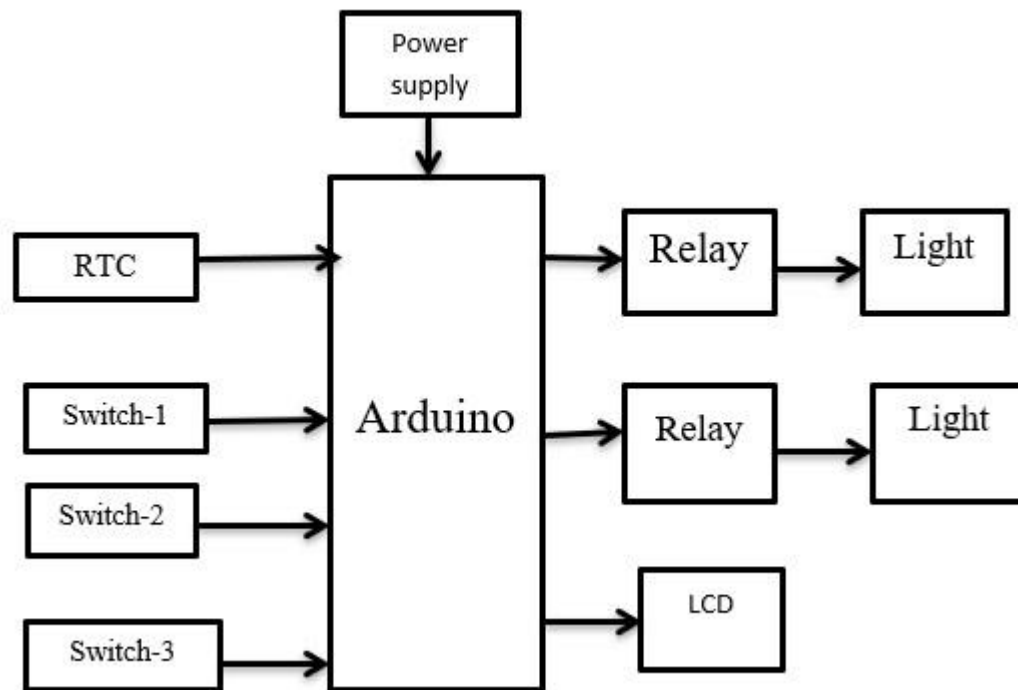 Power
supply
RTC
Relay
Light
Switch-1
Arduino
Relay
Light
Switch-2
LCD
Switch-3